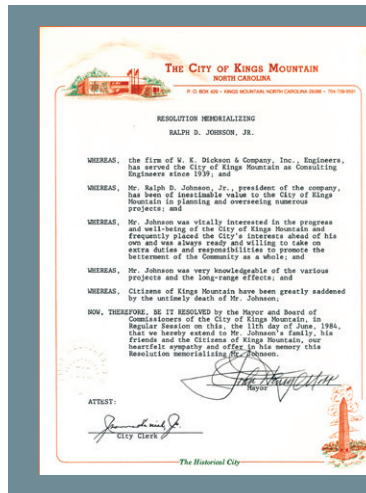 THE CITY OF KINGS MOUNTAIN
NORTH CAROLINA
P. O. BOX 429 • KINGS MOUNTAIN, NORTH CAROLINA 28086 •
RESOLUTION MEMORIALIZING
RALPH D. JOHNSON, JR.
WHEREAS, the firm of W. K. Dickson & Company, Inc., Engineers,
has served the City of Kings Mountain as Consulting
Engineers since 1939; and
WHEREAS, Mr. Ralph D. Johnson, Jr., president of the company,
has been of inestimable value to the City of Kings
Mountain in planning and overseeing numerous
projects; and
WHEREAS, Mr. Johnson was vitally interested in the progress
and well-being of the City of Kings Mountain and
frequently placed the City's interests ahead of his
own and was always ready and willing to take on
extra duties and responsibilities to promote the
betterment of the Community as a whole; and
WHEREAS, Mr. Johnson was very knowledgeable of the various
projects and the long-range effects; and
WHEREAS, Citizens of Kings Mountain have been greatly saddened
by the untimely death of Mr. Johnson;
NOW, THEREFORE, BE IT RESOLVED by the Mayor and Board of
Commissioners of the City of Kings Mountain, in
Regular Session on this, the 11th day of June, 1984,
that we hereby extend to Mr. Johnson's family, his
friends and the Citizens of Kings Mountain, our
heartfelt sympathy and offer in his memory this
Resolution memorializing Mr. Johnson.
Mayor
ATTEST:
City Clerk
The Historical City